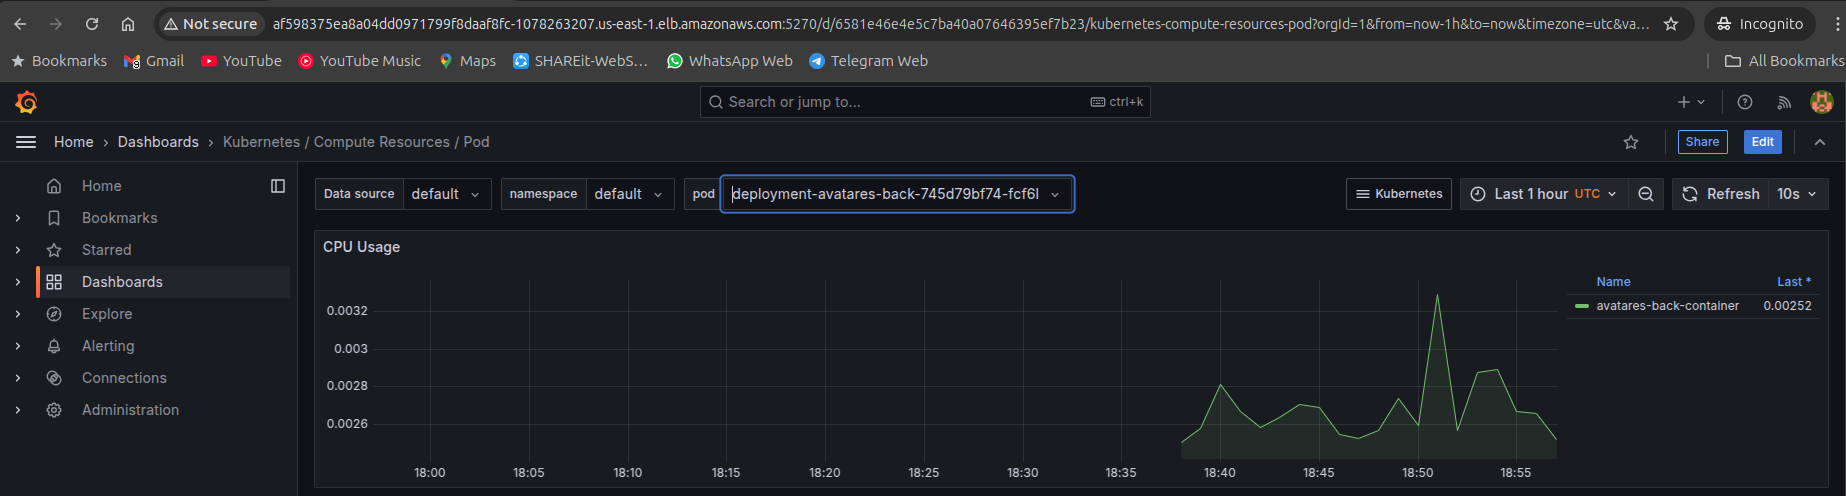 Not secure af598375ea8a04dd0971799f8daaf8fc-1078263207.us-east-1.elb.amazonaws.com:5270/d/6581e46e4e5c7ba40a07646395ef7b23/kubernetes-compute-resources-pod?orgId=1&from=now-1h&to=now&timezone=utc&va... Incognito
Bookmarks Gmail YouTube YouTube Music Maps SHAREit-WebS... WhatsApp Web Telegram Web All Bookmarks
Search or jump to... ctrl+k
Home › Dashboards › Kubernetes / Compute Resources / Pod Share Edit
Home
Bookmarks
Starred
Dashboards
Explore
Alerting
Connections
Administration
Data source default namespace default pod deployment-avatares-back-745d79bf74-fcf6l Kubernetes Last 1 hour UTC Refresh 10s
CPU Usage
Name Last *
avatares-back-container 0.00252
0.0032
0.003
0.0028
0.0026
18:00 18:05 18:10 18:15 18:20 18:25 18:30 18:35 18:40 18:45 18:50 18:55